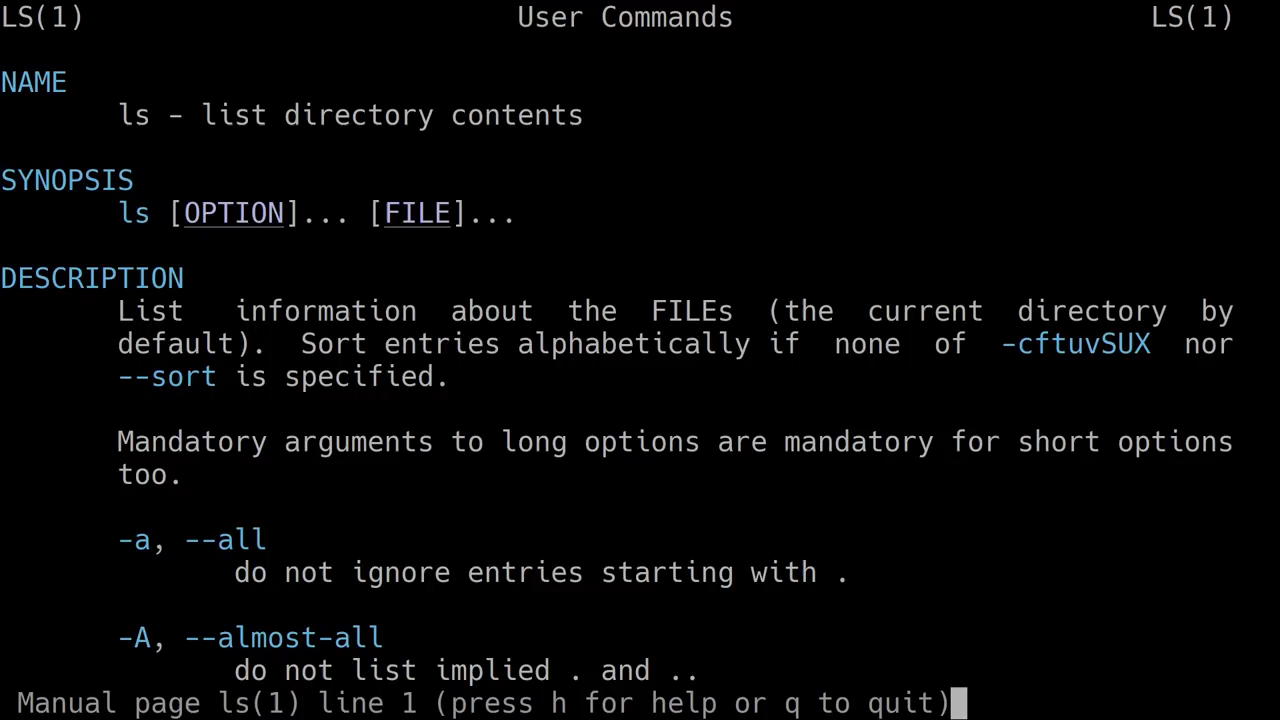 LS(1) User Commands LS(1)
NAME
ls - list directory contents
SYNOPSIS
ls [OPTION]... [FILE]...
DESCRIPTION
List information about the FILEs (the current directory by
default). Sort entries alphabetically if none of -cftuvSUX nor
--sort is specified.
Mandatory arguments to long options are mandatory for short options
too.
-a, --all
do not ignore entries starting with .
-A, --almost-all
do not list implied . and ..
Manual page ls(1) line 1 (press h for help or q to quit)